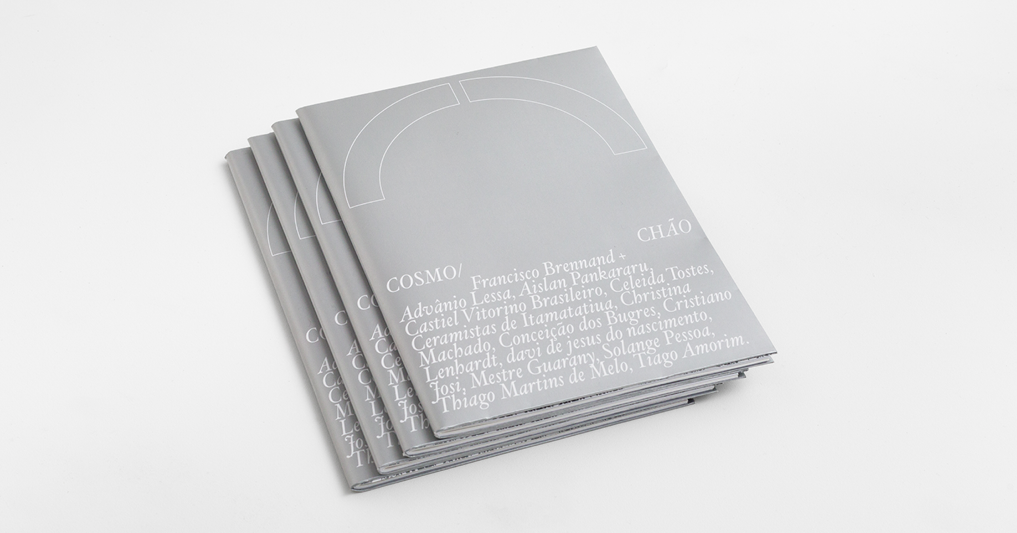 COSMO/ CHÃO
Francisco Brennand +
Advânio Lessa, Aislan Pankararu,
Castiel Vitorino Brasileiro, Celeida Tostes,
Ceramistas de Itamatatiua, Christina
Machado, Conceição dos Bugres, Cristiano
Lenhardt, davi de jesus do nascimento,
Josi, Mestre Guarany, Solange Pessoa,
Thiago Martins de Melo, Tiago Amorim.